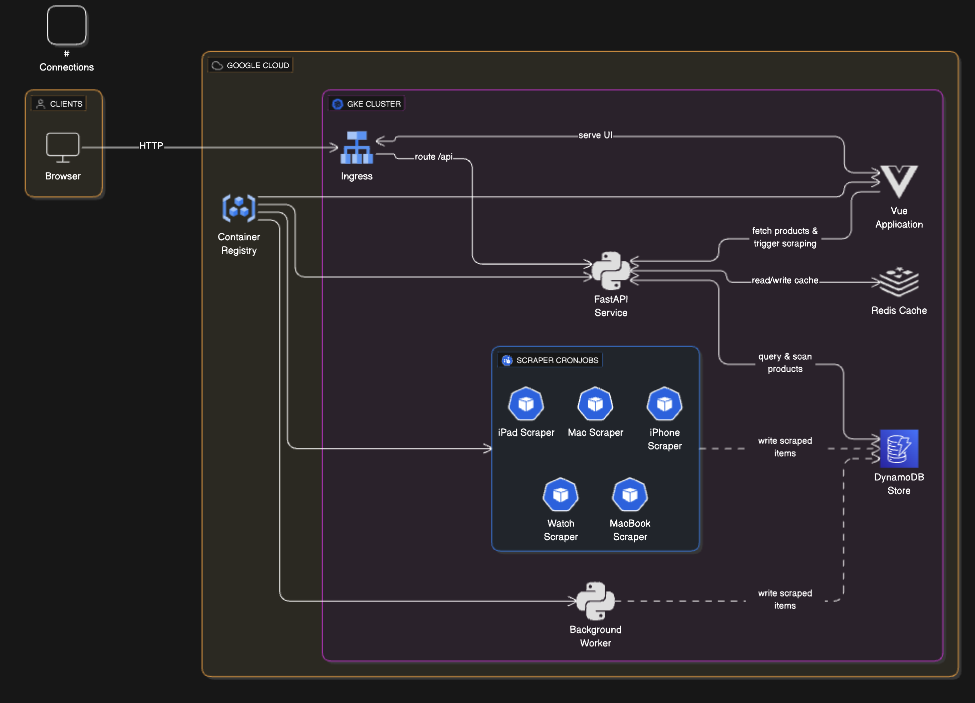 #
Connections
GOOGLE CLOUD
CLIENTS
GKE CLUSTER
serve UI
HTTP
route /api
Browser
Ingress
Vue
Application
Container
Registry
fetch products &
trigger scraping
read/write cache
FastAPI
Service
Redis Cache
SCRAPER CRONJOBS
query & scan
products
iPad Scraper
Mac Scraper
iPhone
Scraper
write scraped
items
DynamoDB
Store
Watch
Scraper
MacBook
Scraper
write scraped
items
Background
Worker